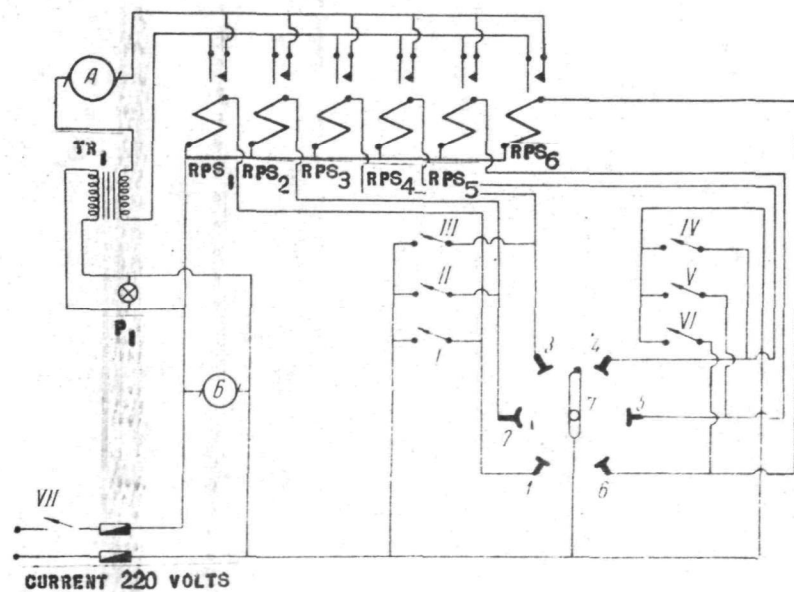 A
TR1
RPS1 RPS2 RPS3 RPS4 RPS5 RPS6
III
IV
II
V
I
VI
P1
Б
3
4
2
7
5
1
6
VII
CURRENT 220 VOLTS